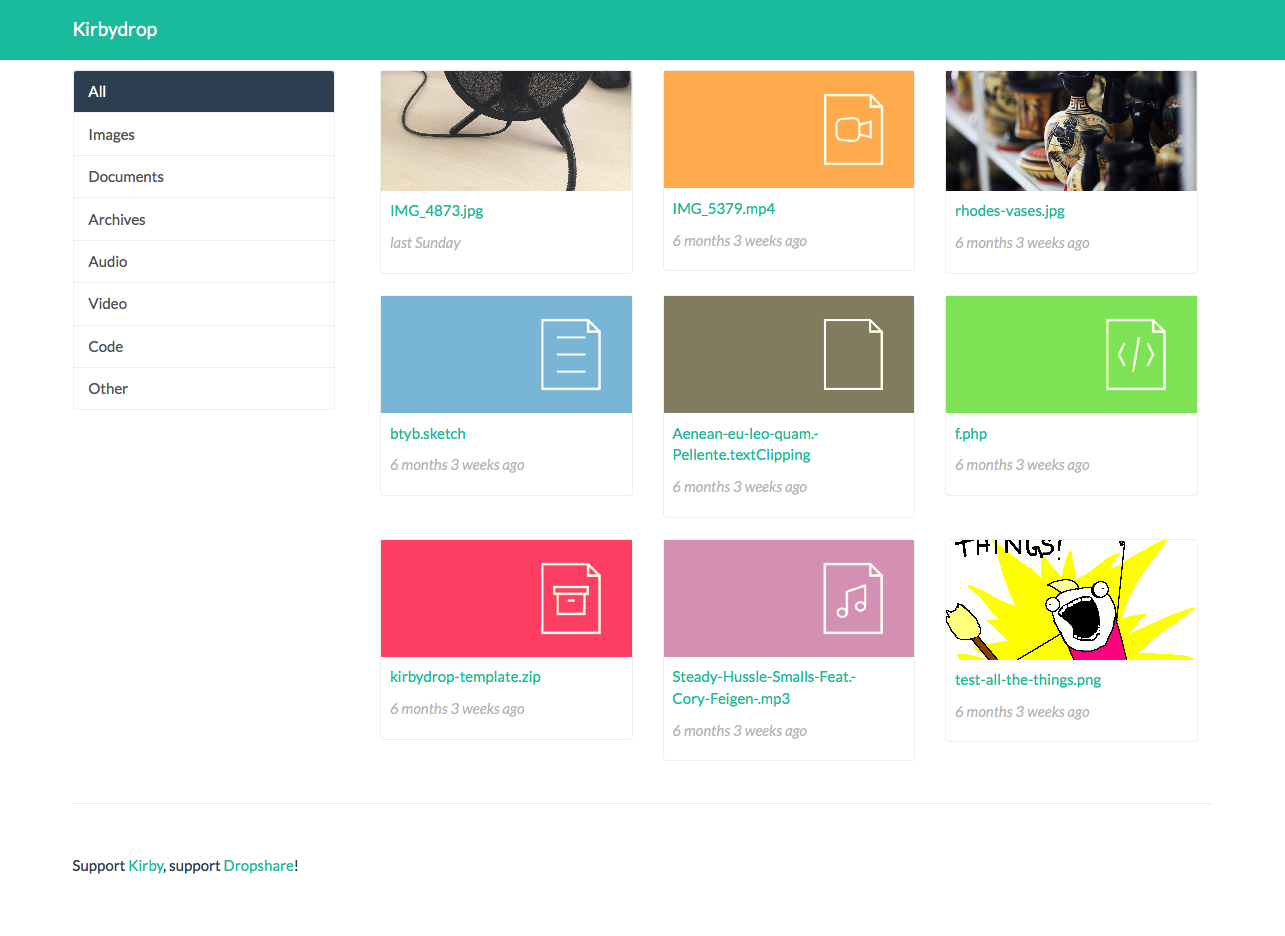 Kirbydrop
All
Images
Documents
Archives
Audio
Video
Code
Other
IMG_4873.jpg
last Sunday
IMG_5379.mp4
6 months 3 weeks ago
rhodes-vases.jpg
6 months 3 weeks ago
btyb.sketch
6 months 3 weeks ago
Aenean-eu-leo-quam.-
Pellente.textClipping
6 months 3 weeks ago
f.php
6 months 3 weeks ago
kirbydrop-template.zip
6 months 3 weeks ago
Steady-Hussle-Smalls-Feat.-
Cory-Feigen-.mp3
6 months 3 weeks ago
THINGS!
test-all-the-things.png
6 months 3 weeks ago
Support Kirby, support Dropshare!